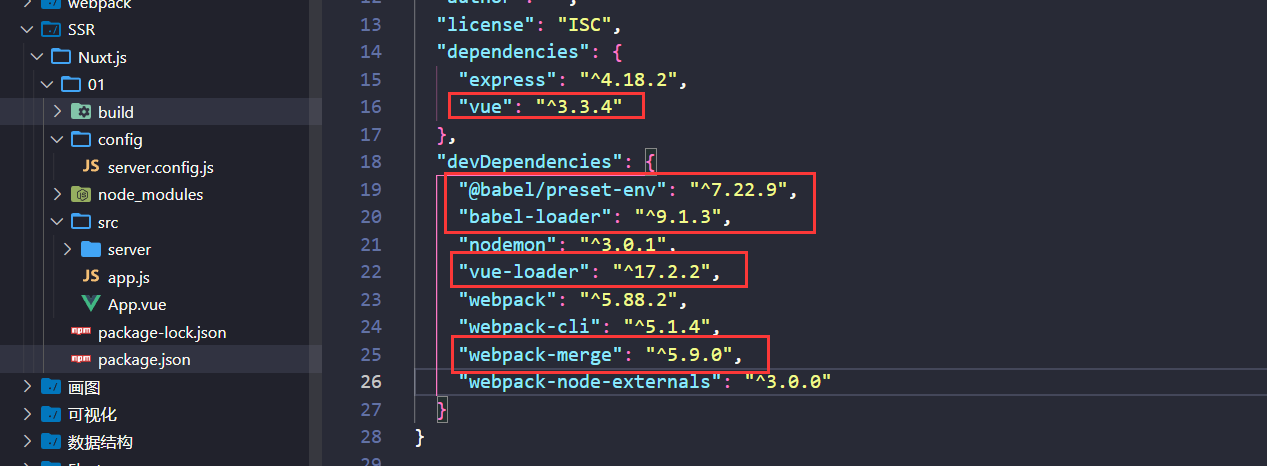 webpack
SSR
Nuxt.js
01
build
config
JS server.config.js
node_modules
src
server
JS app.js
App.vue
npm package-lock.json
npm package.json
画图
可视化
数据结构
13 "license": "ISC",
14 "dependencies": {
15 "express": "^4.18.2",
16 "vue": "^3.3.4"
17 },
18 "devDependencies": {
19 "@babel/preset-env": "^7.22.9",
20 "babel-loader": "^9.1.3",
21 "nodemon": "^3.0.1",
22 "vue-loader": "^17.2.2",
23 "webpack": "^5.88.2",
24 "webpack-cli": "^5.1.4",
25 "webpack-merge": "^5.9.0",
26 "webpack-node-externals": "^3.0.0"
27 }
28 }
29